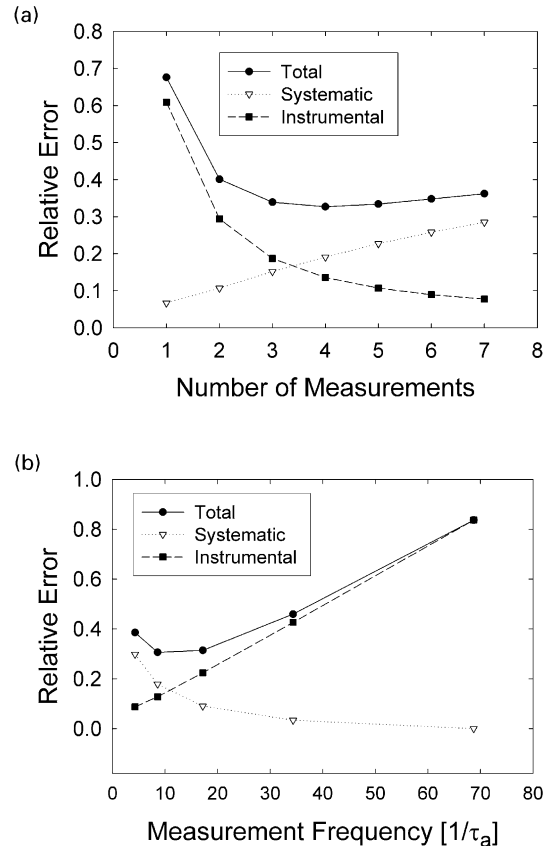 (a)
0.8
0.7
0.6
0.5
0.4
0.3
0.2
0.1
0.0
Relative Error
Total
Systematic
Instrumental
0 1 2 3 4 5 6 7 8
Number of Measurements
(b)
1.0
0.8
0.6
0.4
0.2
0.0
Relative Error
Total
Systematic
Instrumental
0 10 20 30 40 50 60 70 80
Measurement Frequency [1/τa]